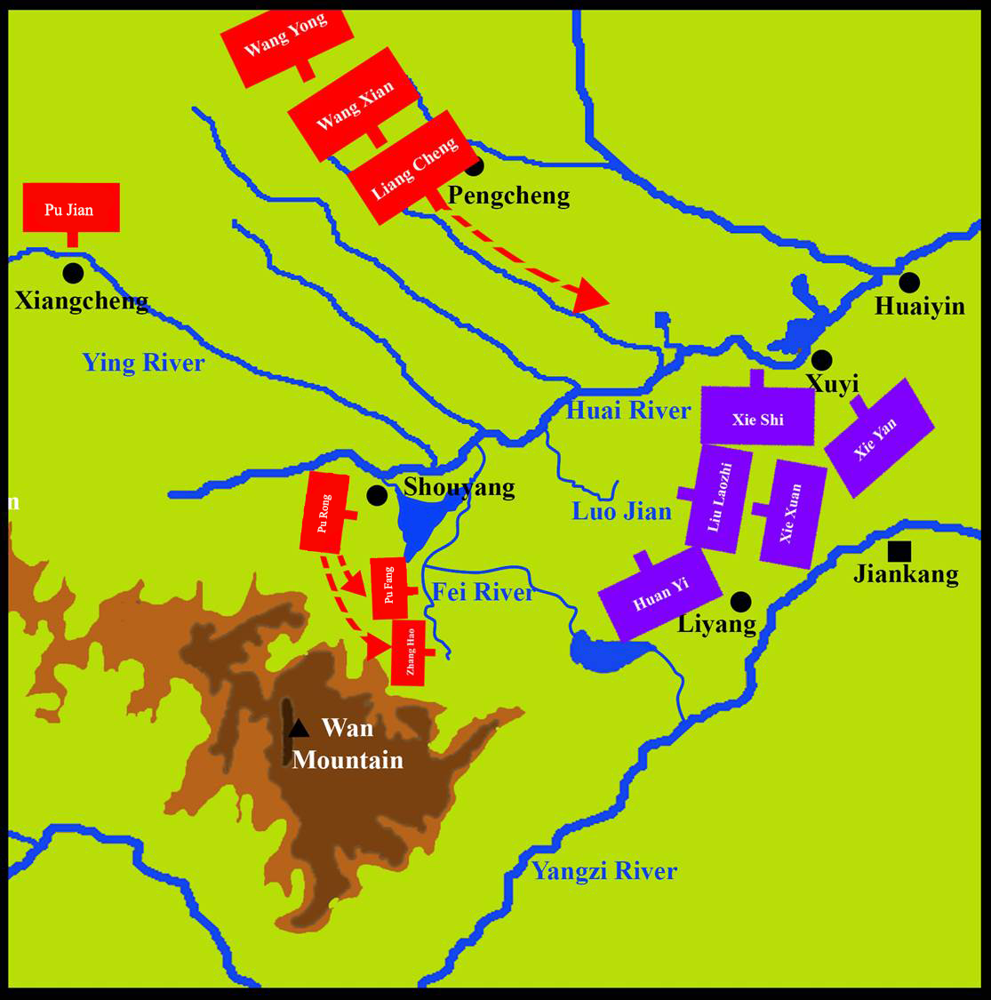 Wang Yong
Wang Xian
Liang Cheng
Pengcheng
Pu Jian
Xiangcheng
Huaiyin
Ying River
Xuyi
Huai River
Xie Shi
Xie Yan
Shouyang
Liu Laozhi
Xie Xuan
n
Luo Jian
Pu Rong
Jiankang
Pu Fang
Fei River
Huan Yi
Liyang
Zhang Hao
Wan
Mountain
Yangzi River